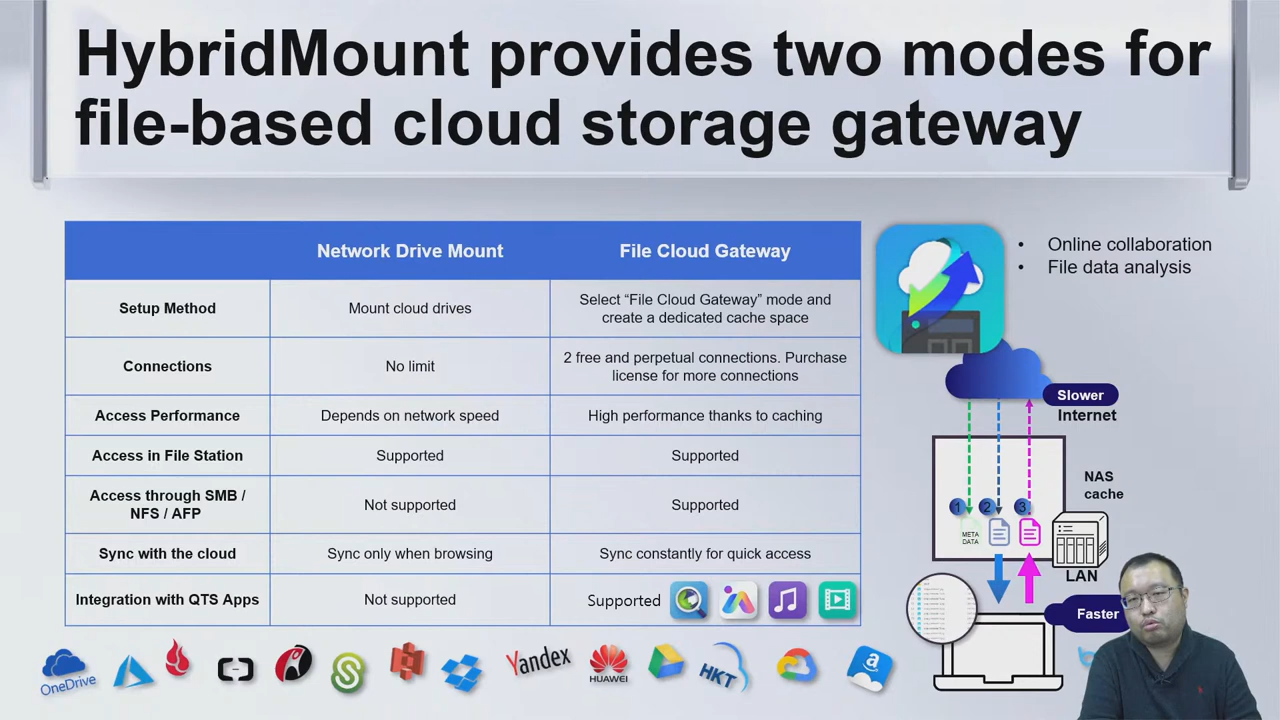 HybridMount provides two modes for
file-based cloud storage gateway
Network Drive Mount
File Cloud Gateway
Setup Method
Mount cloud drives
Select “File Cloud Gateway” mode and
create a dedicated cache space
Connections
No limit
2 free and perpetual connections. Purchase
license for more connections
Access Performance
Depends on network speed
High performance thanks to caching
Access in File Station
Supported
Supported
Access through SMB /
NFS / AFP
Not supported
Supported
Sync with the cloud
Sync only when browsing
Sync constantly for quick access
Integration with QTS Apps
Not supported
Supported
• Online collaboration
• File data analysis
Slower
Internet
NAS
cache
1 2 3
META
DATA
LAN
Faster
OneDrive
Yandex
HUAWEI
HKT
a